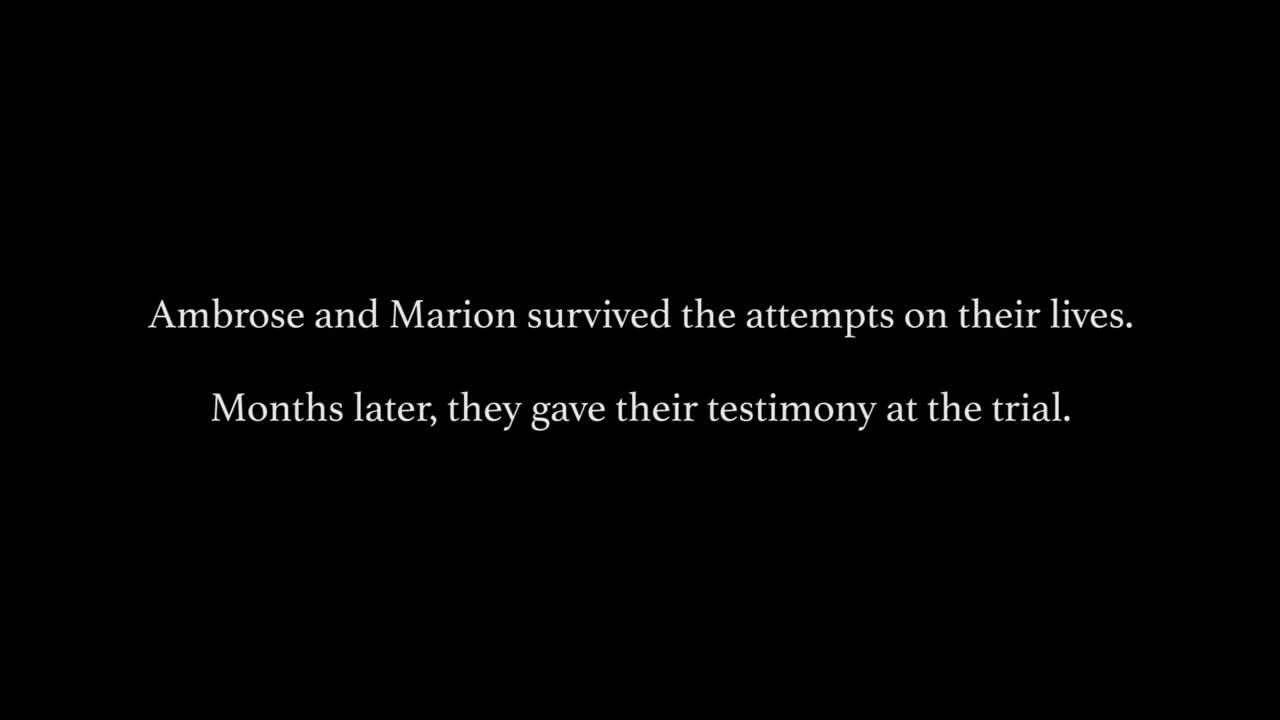 Ambrose and Marion survived the attempts on their lives.
Months later, they gave their testimony at the trial.